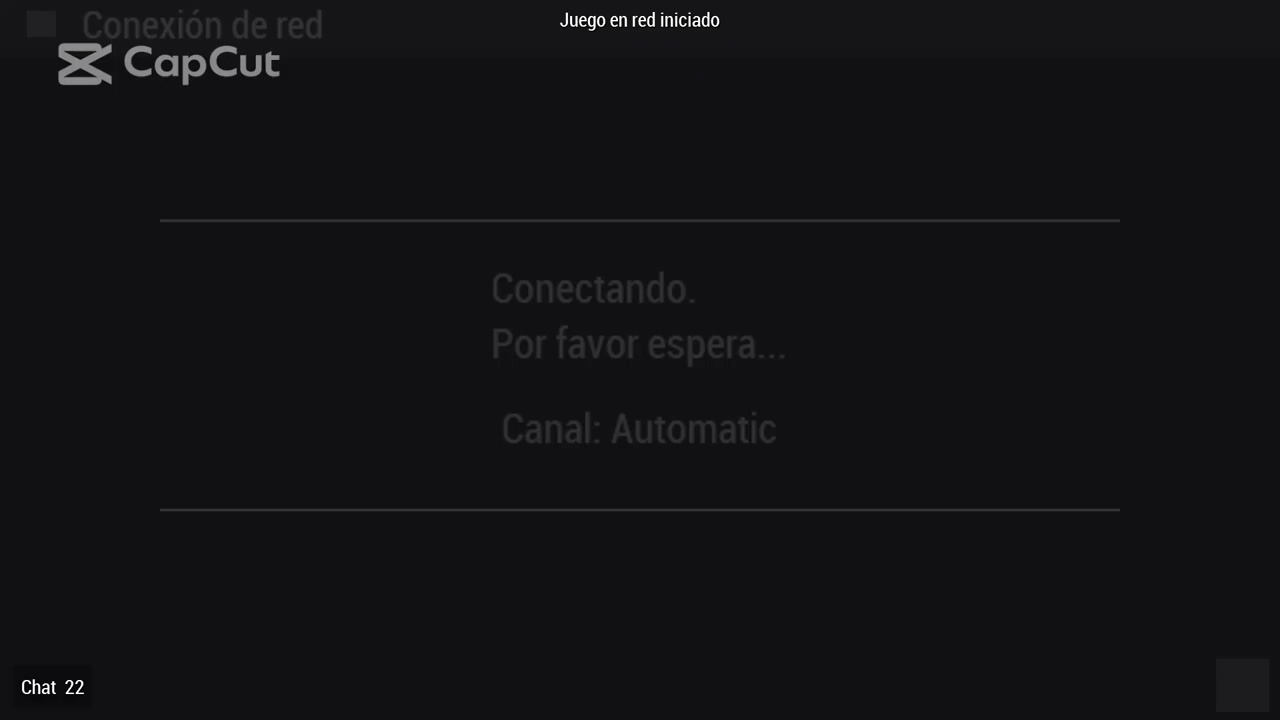 Conexión de red
Juego en red iniciado
CapCut
Conectando.
Por favor espera...
Canal: Automatic
Chat 22